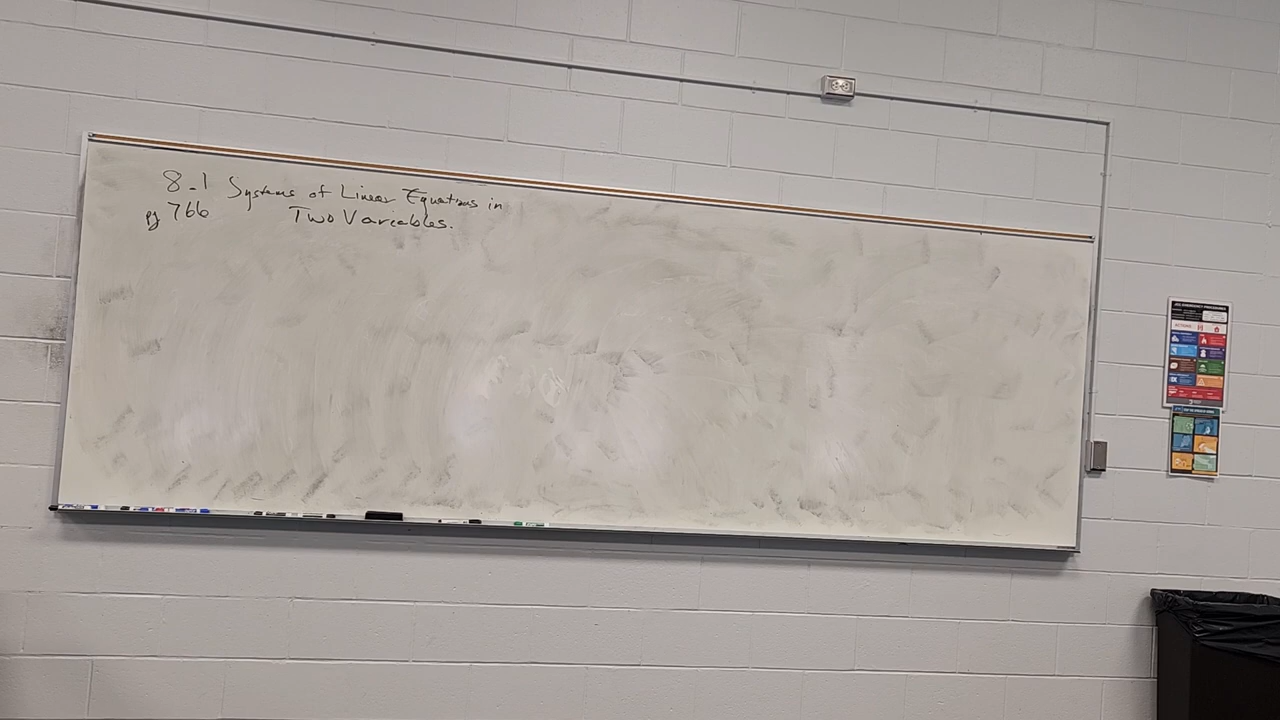 8.1 Systems of Linear Equations in
pg 766 Two Variables.